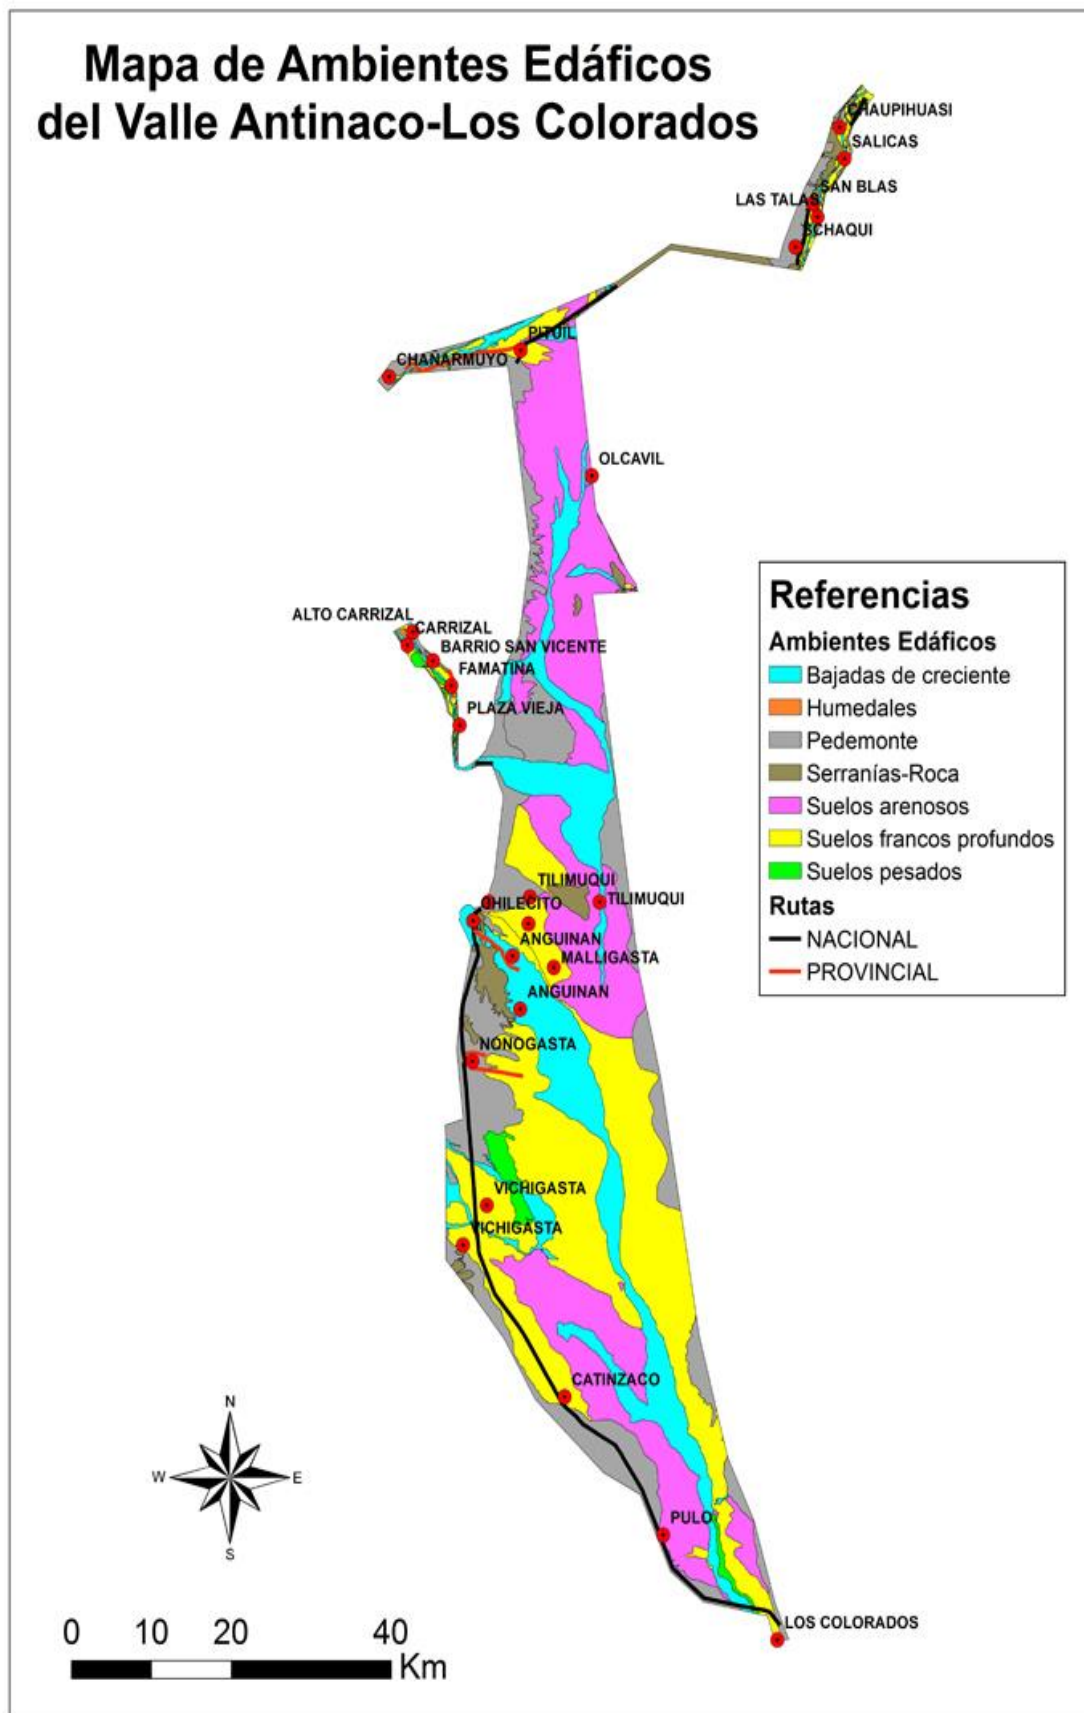 Mapa de Ambientes Edáficos
del Valle Antinaco-Los Colorados
CHAUPIHUASI
SALICAS
SAN BLAS
LAS TALAS
SCHAQUI
PITUIL
CHAÑARMUYO
OLCAVIL
ALTO CARRIZAL
CARRIZAL
BARRIO SAN VICENTE
FAMATINA
PLAZA VIEJA
Referencias
Ambientes Edáficos
Bajadas de creciente
Humedales
Pedemonte
Serranías-Roca
Suelos arenosos
Suelos francos profundos
Suelos pesados
Rutas
NACIONAL
PROVINCIAL
TILIMUQUI
CHILECITO
TILIMUQUI
ANGUINAN
MALLIGASTA
ANGUINAN
NONOGASTA
VICHIGASTA
VICHIGASTA
CATINZACO
PULO
LOS COLORADOS
N
W
E
S
0 10 20 40
Km